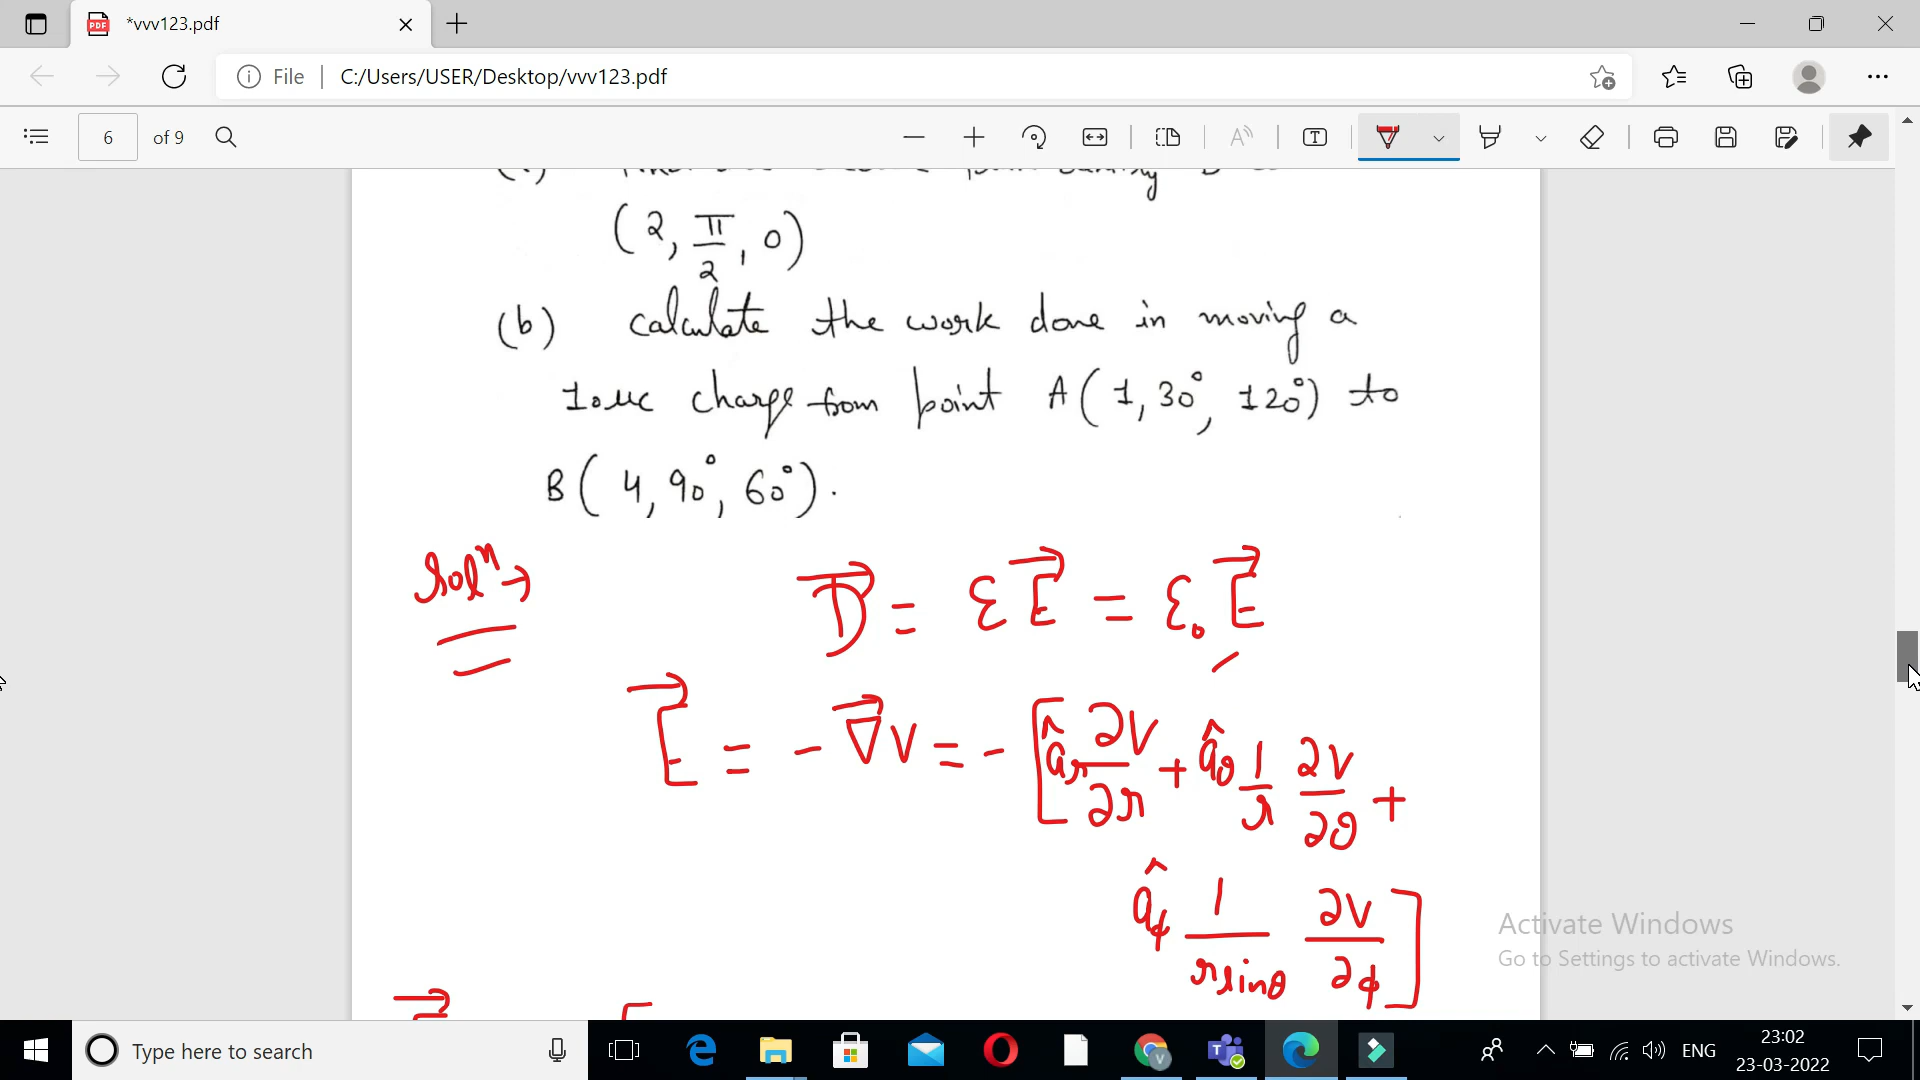 *vvv123.pdf
File C:/Users/USER/Desktop/vvv123.pdf
6 of 9
(2, π/2, 0)
(b) calculate the work done in moving a
10μc charge from point A(1, 30°, 120°) to
B(4, 90°, 60°).
Solⁿ→ D⃗ = εE⃗ = ε₀E⃗
E⃗ = -∇⃗V = -[âr ∂V/∂r + âθ 1/r ∂V/∂θ +
âϕ 1/r sinθ ∂V/∂ϕ]
Activate Windows
Go to Settings to activate Windows.
Type here to search
ENG
23:02
23-03-2022